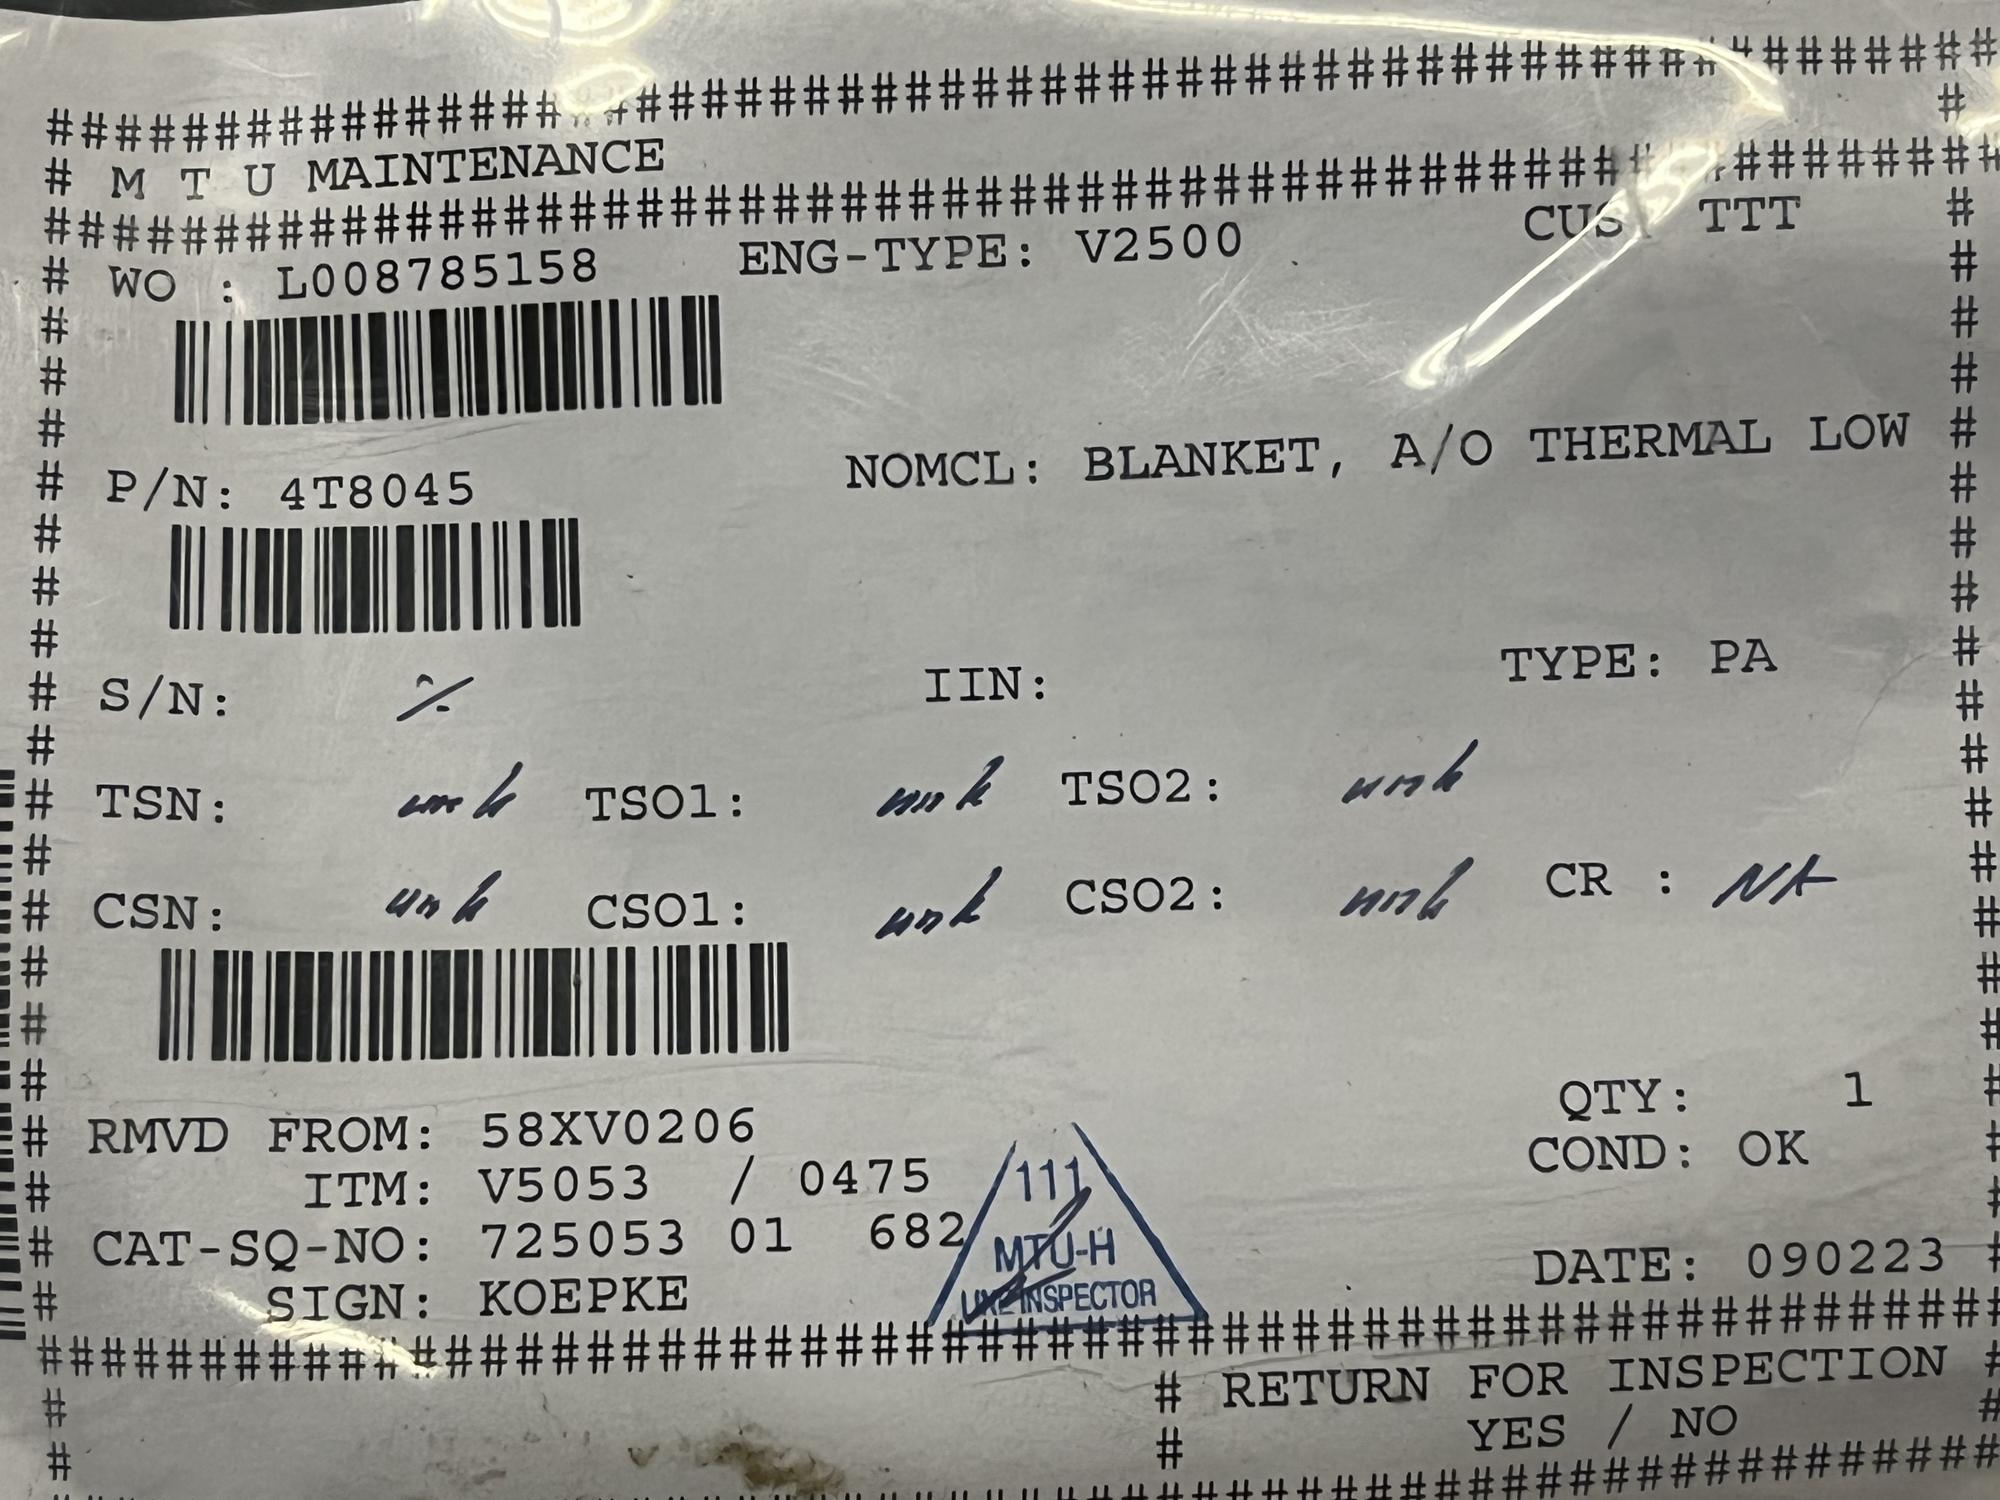 ##############################################################
# M T U MAINTENANCE #
##############################################################
# WO : L008785158 ENG-TYPE: V2500 CUST TTT #
# P/N: 4T8045 NOMCL: BLANKET, A/O THERMAL LOW #
# S/N: ٪ IIN: TYPE: PA #
# TSN: unk TSO1: unk TSO2: unk #
# CSN: unk CSO1: unk CSO2: unk CR : NA #
# RMVD FROM: 58XV0206 QTY: 1 #
# ITM: V5053 / 0475 COND: OK #
# CAT-SQ-NO: 725053 01 682 DATE: 090223 #
# SIGN: KOEPKE
111
MTU-H
LINE INSPECTOR
##############################################################
# # RETURN FOR INSPECTION #
# # YES / NO #